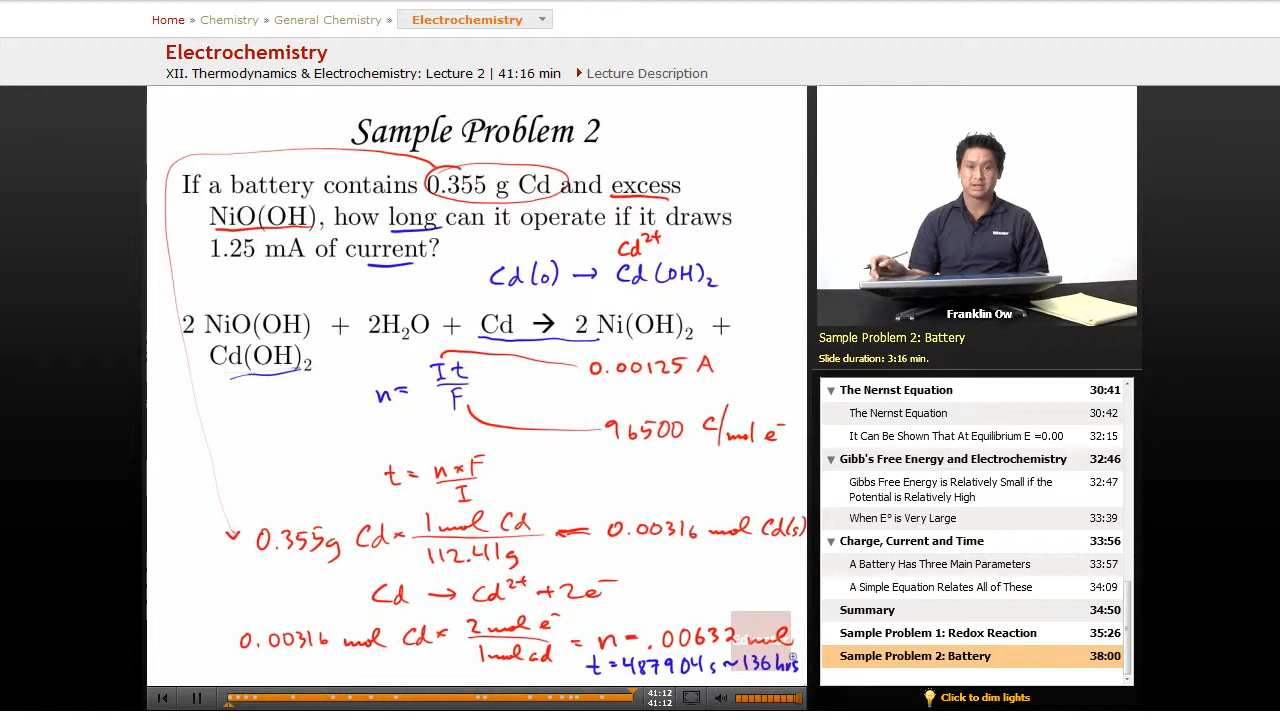 Home » Chemistry » General Chemistry » Electrochemistry
Electrochemistry
XII. Thermodynamics & Electrochemistry: Lecture 2 | 41:16 min Lecture Description
Sample Problem 2
If a battery contains 0.355 g Cd and excess
NiO(OH), how long can it operate if it draws
1.25 mA of current?
Cd²⁺
Cd(0) → Cd(OH)₂
2 NiO(OH) + 2H₂O + Cd → 2 Ni(OH)₂ +
Cd(OH)₂
n = It/F
0.00125 A
96500 C/mol e⁻
t = n × F / I
0.355g Cd × 1 mol Cd / 112.41g = 0.00316 mol Cd(s)
Cd → Cd²⁺ + 2e⁻
0.00316 mol Cd × 2 mol e⁻ / 1 mol Cd = n = .00632 mol
t = 487904 s ~ 136 hrs
Franklin Ow
Sample Problem 2: Battery
Slide duration: 3:16 min.
The Nernst Equation 30:41
The Nernst Equation 30:42
It Can Be Shown That At Equilibrium E =0.00 32:15
Gibb's Free Energy and Electrochemistry 32:46
Gibbs Free Energy is Relatively Small if the 32:47
Potential is Relatively High
When E° is Very Large 33:39
Charge, Current and Time 33:56
A Battery Has Three Main Parameters 33:57
A Simple Equation Relates All of These 34:09
Summary 34:50
Sample Problem 1: Redox Reaction 35:26
Sample Problem 2: Battery 38:00
41:12
41:12
Click to dim lights